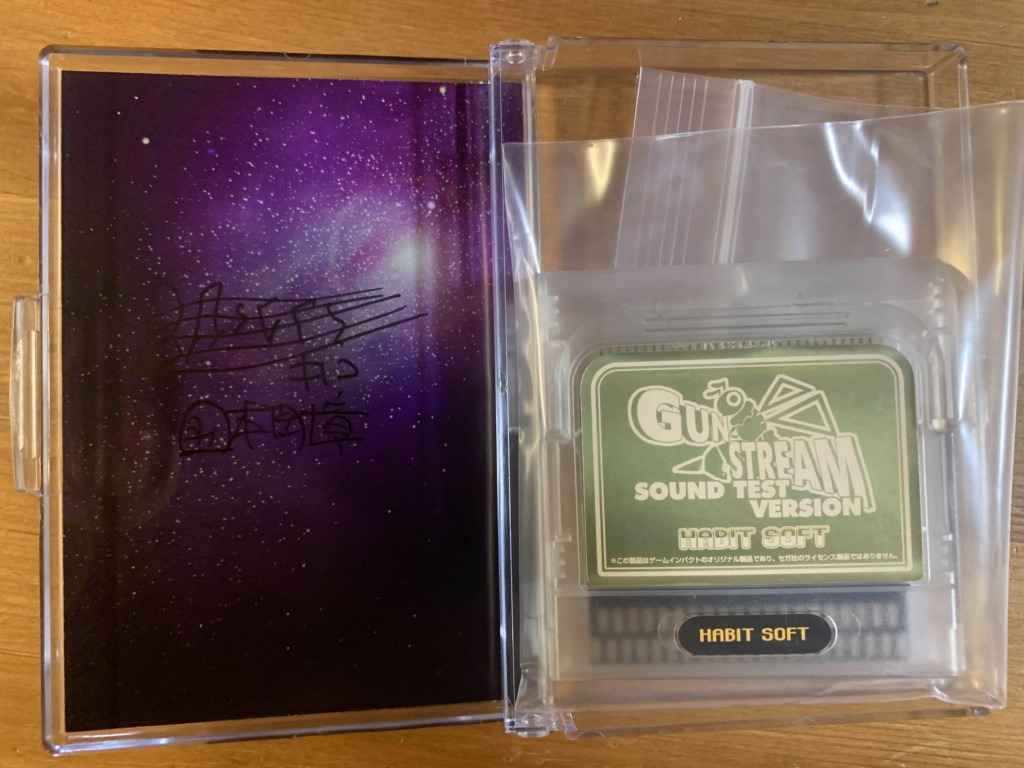 GUN
STREAM
SOUND TEST
VERSION
HABIT SOFT
※この製品はゲームインパクトのオリジナル製品であり、セガ社のライセンス製品ではありません。
HABIT SOFT